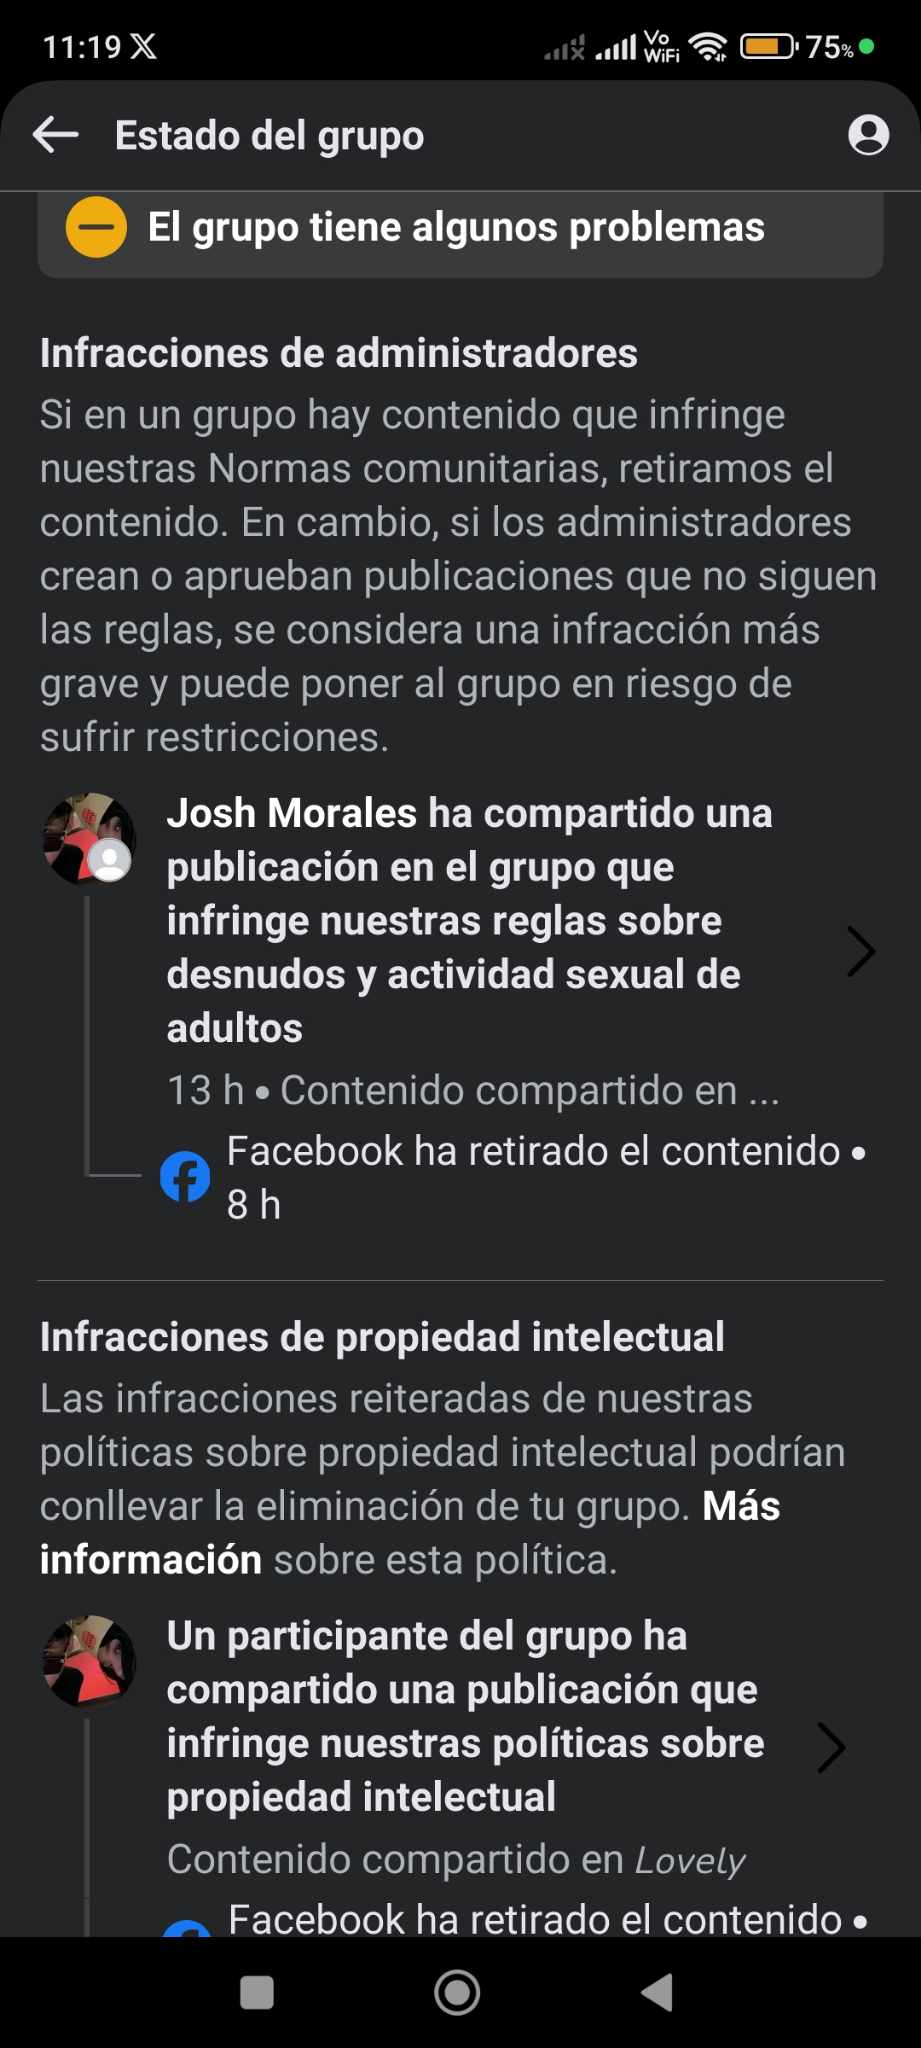 11:19 X
Vo
WiFi
75%
Estado del grupo
El grupo tiene algunos problemas
Infracciones de administradores
Si en un grupo hay contenido que infringe
nuestras Normas comunitarias, retiramos el
contenido. En cambio, si los administradores
crean o aprueban publicaciones que no siguen
las reglas, se considera una infracción más
grave y puede poner al grupo en riesgo de
sufrir restricciones.
Josh Morales ha compartido una
publicación en el grupo que
infringe nuestras reglas sobre
desnudos y actividad sexual de
adultos
13 h • Contenido compartido en ...
Facebook ha retirado el contenido •
8 h
Infracciones de propiedad intelectual
Las infracciones reiteradas de nuestras
políticas sobre propiedad intelectual podrían
conllevar la eliminación de tu grupo. Más
información sobre esta política.
Un participante del grupo ha
compartido una publicación que
infringe nuestras políticas sobre
propiedad intelectual
Contenido compartido en Lovely
Facebook ha retirado el contenido •